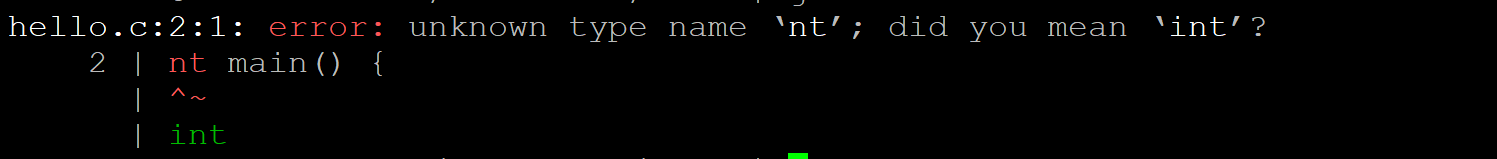 hello.c:2:1: error: unknown type name ‘nt’; did you mean ‘int’?
    2 | nt main() {
      | ^~
      | int